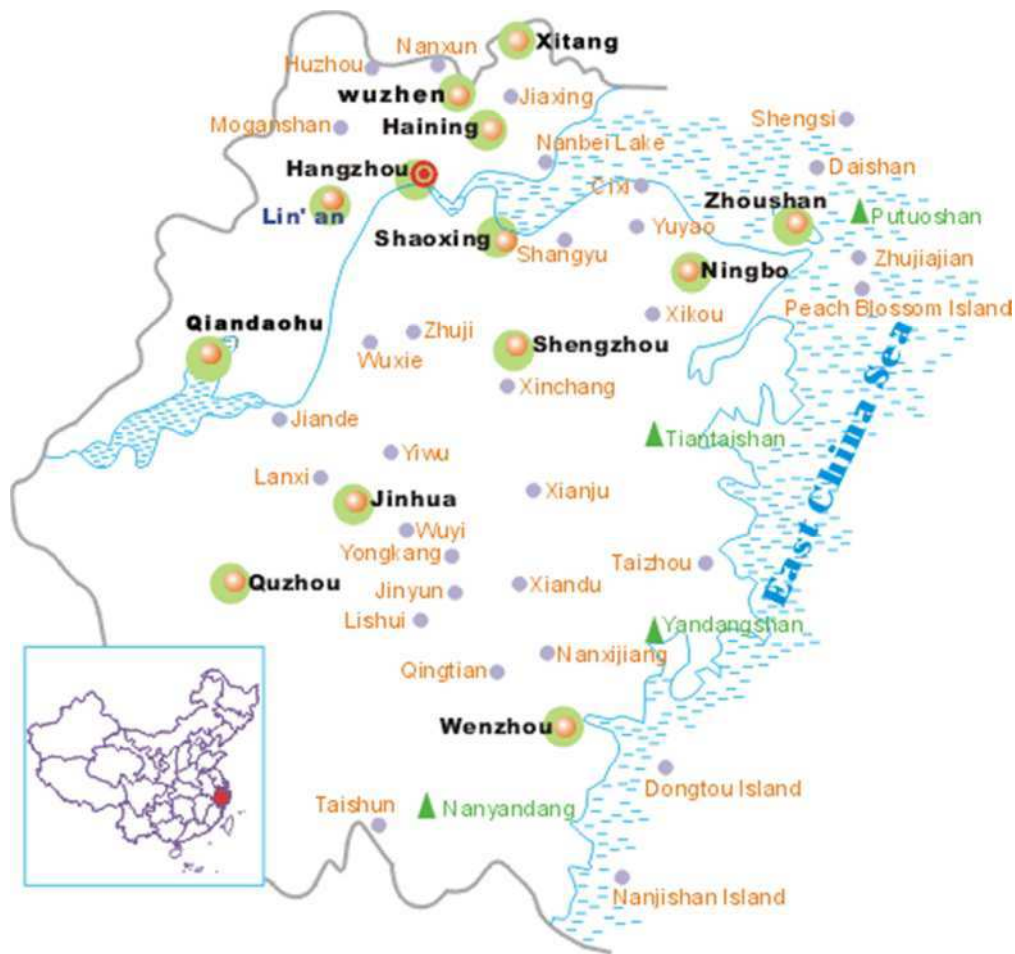 Xitang
Nanxun
Huzhou
wuzhen
Jiaxing
Shengsi
Moganshan
Haining
Nanbei Lake
Hangzhou
Daishan
Cixi
Zhoushan
Lin' an
Putuoshan
Yuyao
Shaoxing
Shangyu
Zhujiajian
Ningbo
Peach Blossom Island
Xikou
Qiandaohu
Zhuji
Shengzhou
Wuxie
Xinchang
East China Sea
Jiande
Tiantaishan
Yiwu
Lanxi
Jinhua
Xianju
Wuyi
Yongkang
Taizhou
Quzhou
Jinyun
Xiandu
Lishui
Yandangshan
Nanxijiang
Qingtian
Wenzhou
Dongtou Island
Taishun
Nanyandang
Nanjishan Island